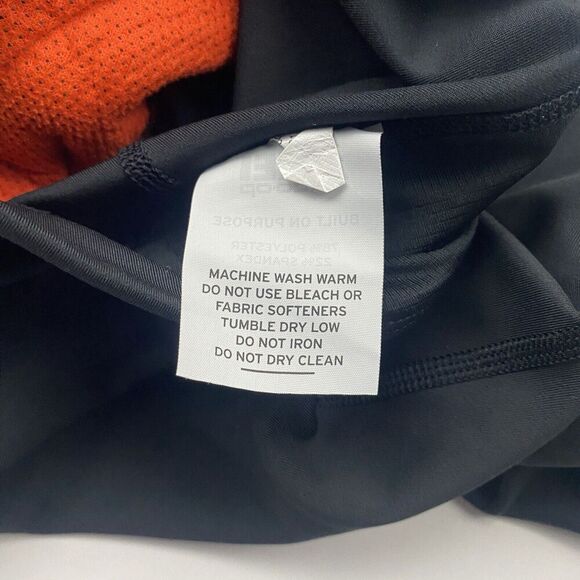 BUILT ON PURPOSE
78% POLYESTER
22% SPANDEX
MACHINE WASH WARM
DO NOT USE BLEACH OR
FABRIC SOFTENERS
TUMBLE DRY LOW
DO NOT IRON
DO NOT DRY CLEAN